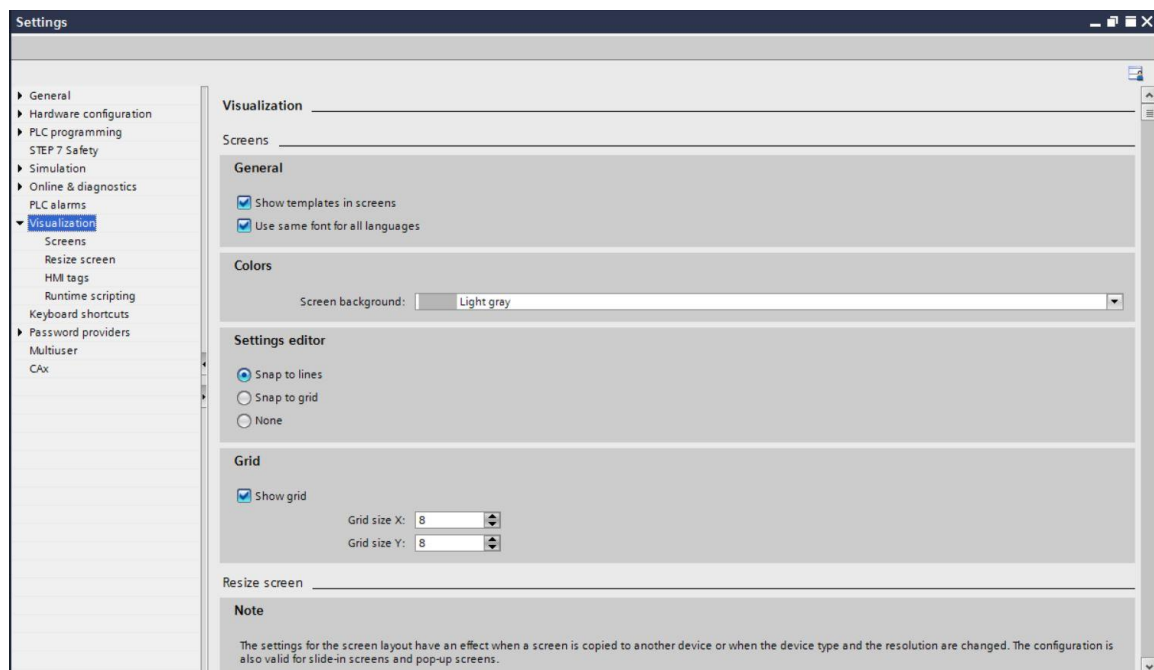 Settings
General
Hardware configuration
PLC programming
STEP 7 Safety
Simulation
Online & diagnostics
PLC alarms
Visualization
Screens
Resize screen
HMI tags
Runtime scripting
Keyboard shortcuts
Password providers
Multiuser
CAx
Visualization
Screens
General
Show templates in screens
Use same font for all languages
Colors
Screen background: Light gray
Settings editor
Snap to lines
Snap to grid
None
Grid
Show grid
Grid size X: 8
Grid size Y: 8
Resize screen
Note
The settings for the screen layout have an effect when a screen is copied to another device or when the device type and the resolution are changed. The configuration is
also valid for slide-in screens and pop-up screens.